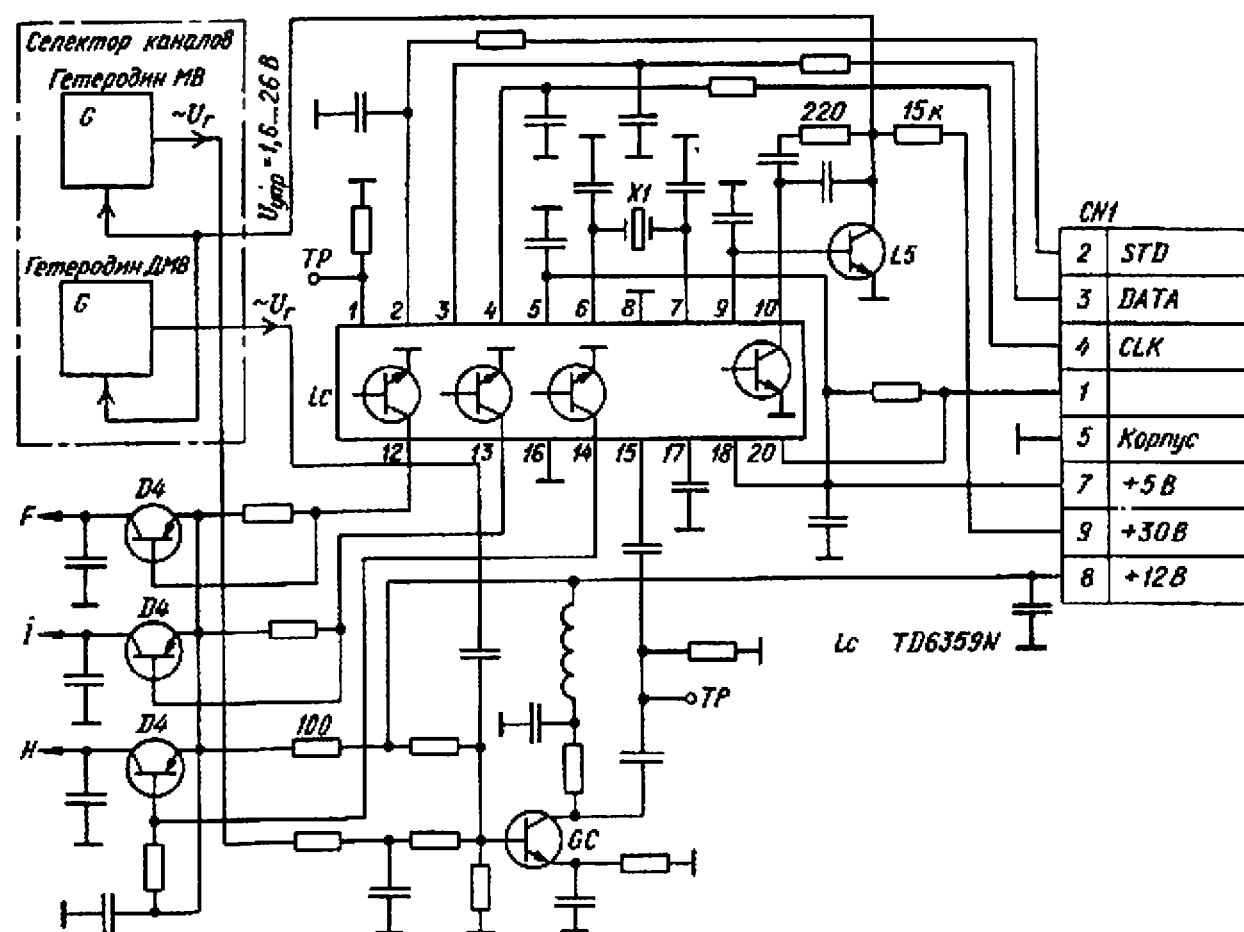 Селектор каналов
Гетеродин МВ
G
~Uг
Uупр = 1,6...26 В
Гетеродин ДМВ
G
~Uг
TP
220
15к
X1
L5
1 2 3 4 5 6 8 7 9 10
ic
12 13 16 14 15 17 18 20
CN1
2 STD
3 DATA
4 CLK
1
5 Корпус
7 +5 В
9 +30 В
8 +12 В
D4
F
D4
i
D4
H
100
TP
GC
ic TD6359N